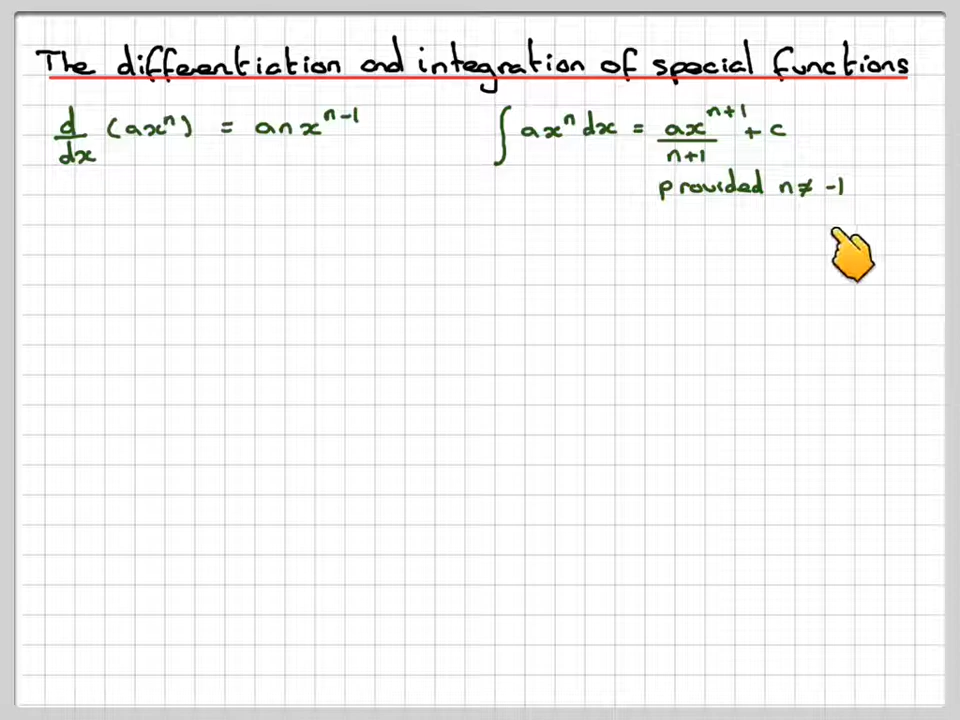 The differentiation and integration of special functions
d/dx (axⁿ) = anxⁿ⁻¹
∫ axⁿ dx = axⁿ⁺¹/n+1 + c
provided n ≠ -1